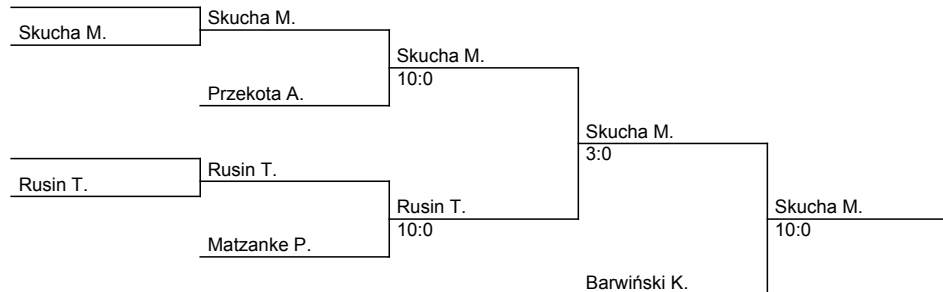 Skucha M.
Skucha M.
Skucha M.
10:0
Przekota A.
Skucha M.
3:0
Rusin T.
Rusin T.
Rusin T.
10:0
Matzanke P.
Skucha M.
10:0
Barwiński K.